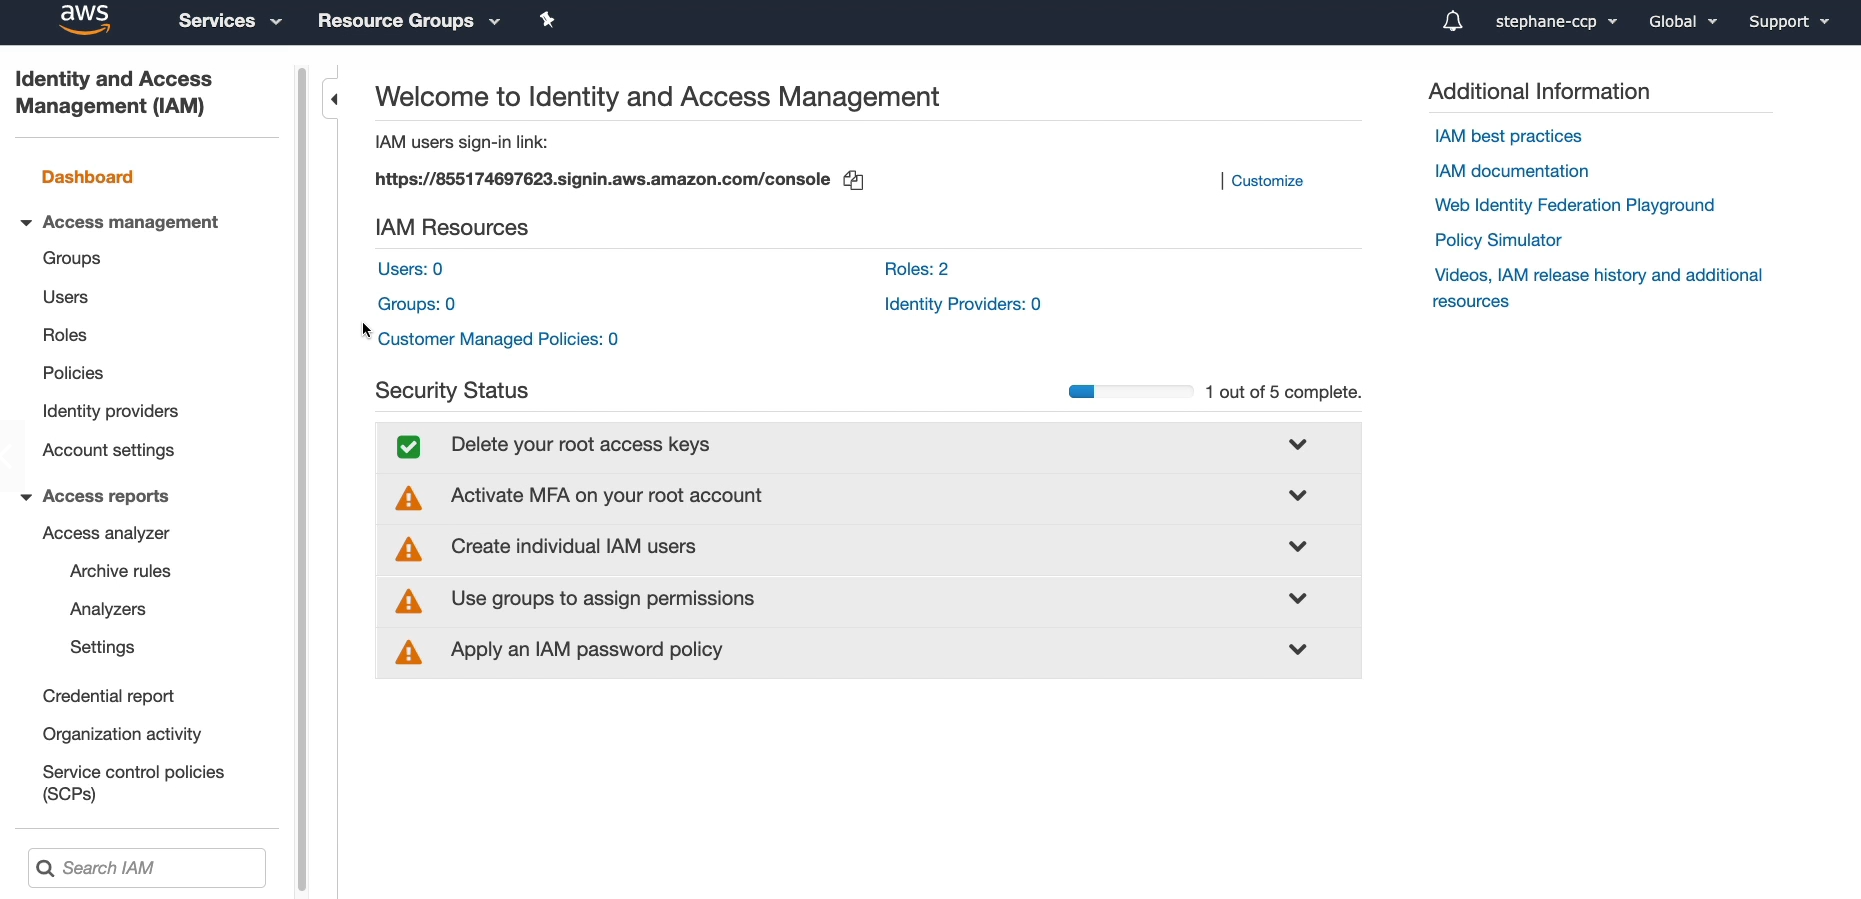 aws
Services
Resource Groups
stephane-ccp
Global
Support
Identity and Access
Management (IAM)
Dashboard
Access management
Groups
Users
Roles
Policies
Identity providers
Account settings
Access reports
Access analyzer
Archive rules
Analyzers
Settings
Credential report
Organization activity
Service control policies
(SCPs)
Search IAM
Welcome to Identity and Access Management
IAM users sign-in link:
https://855174697623.signin.aws.amazon.com/console
| Customize
IAM Resources
Users: 0
Roles: 2
Groups: 0
Identity Providers: 0
Customer Managed Policies: 0
Security Status
1 out of 5 complete.
Delete your root access keys
Activate MFA on your root account
Create individual IAM users
Use groups to assign permissions
Apply an IAM password policy
Additional Information
IAM best practices
IAM documentation
Web Identity Federation Playground
Policy Simulator
Videos, IAM release history and additional
resources